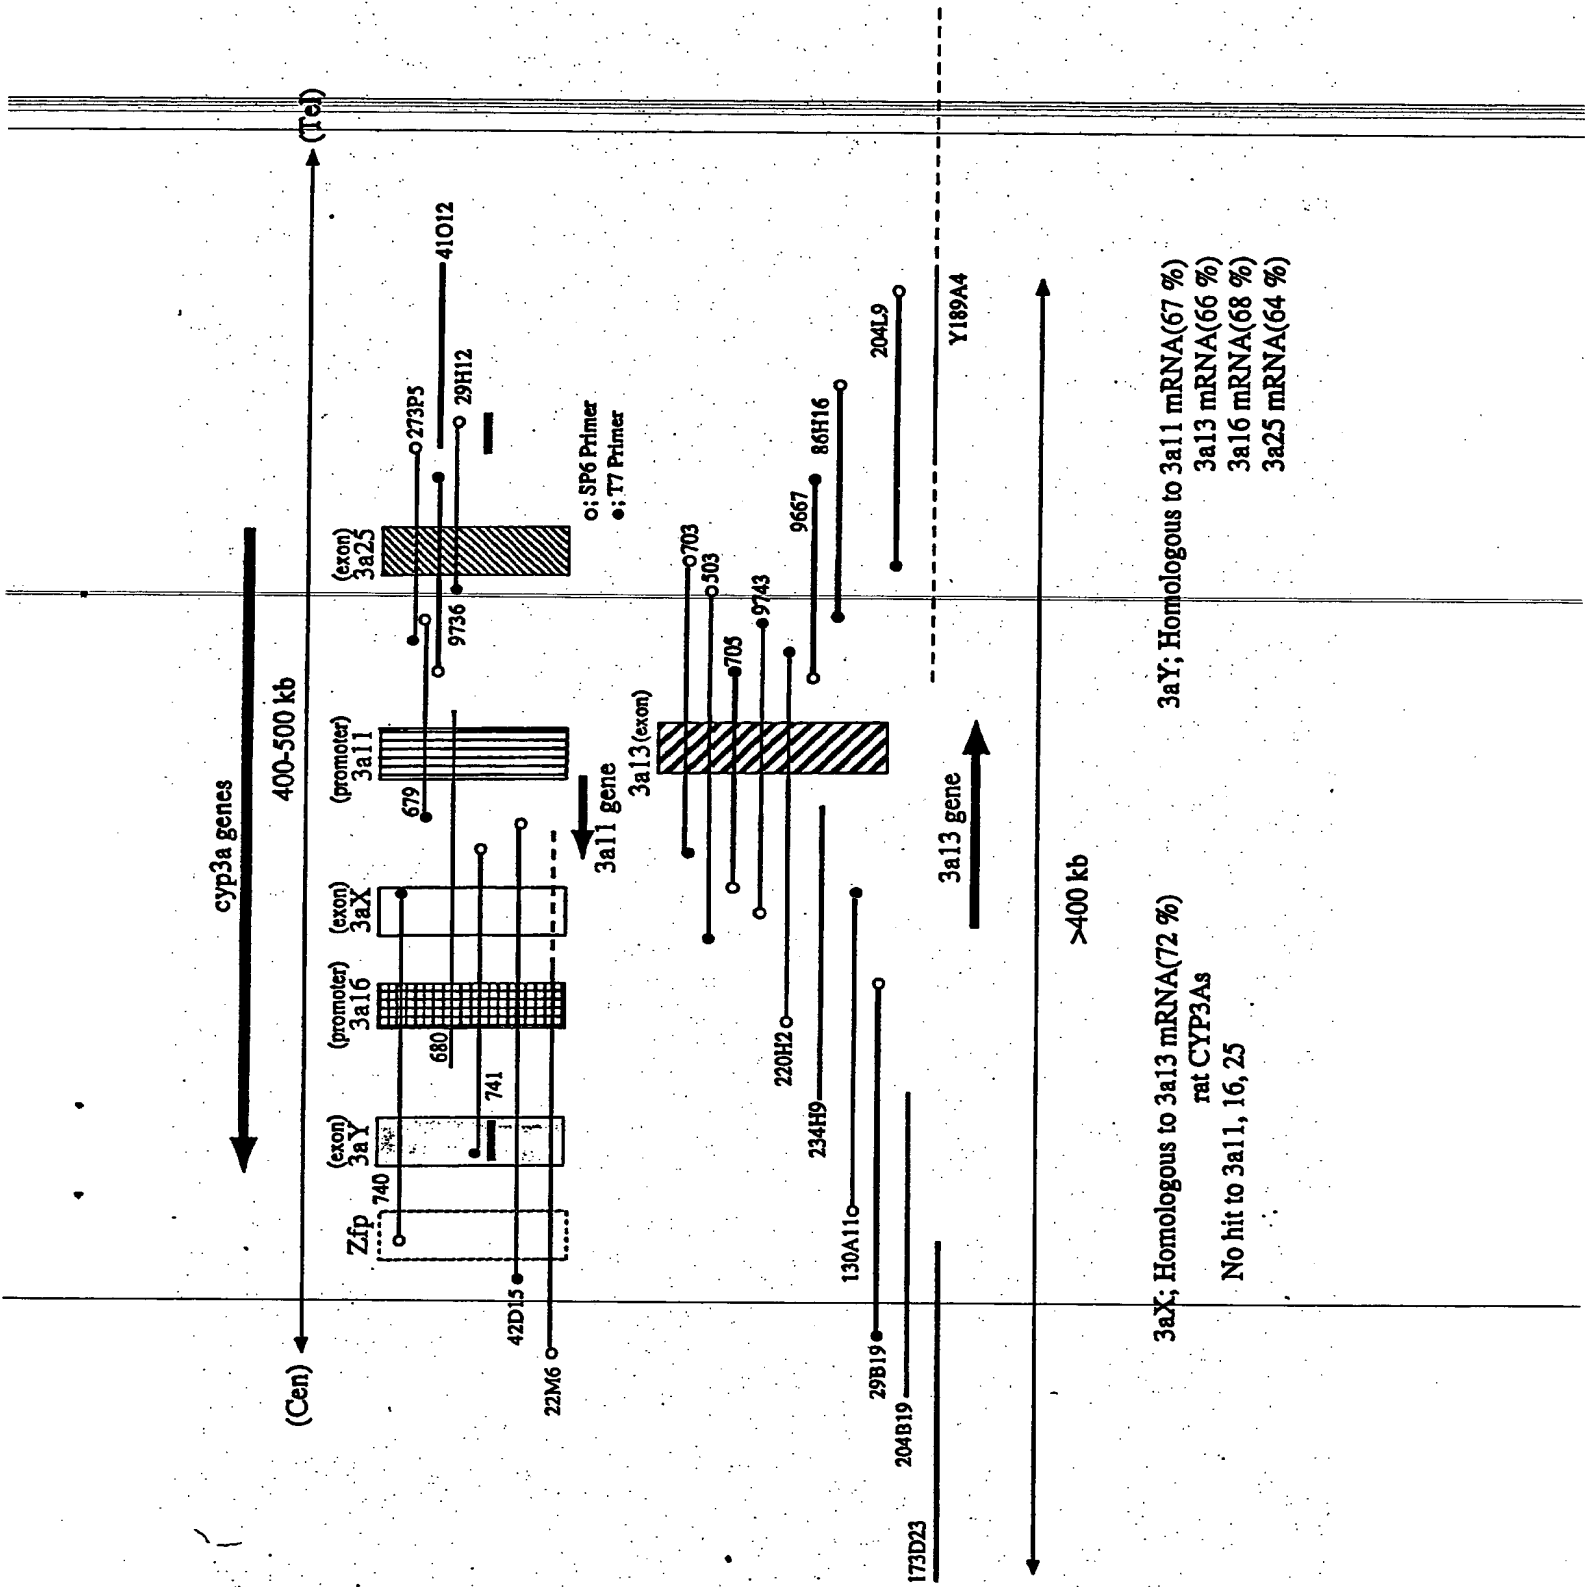 cyp3a genes
400-500 kb
(Cen)
(Tel)
Zfp
(exon)
3aY
(promoter)
3a16
(exon)
3aX
(promoter)
3a11
(exon)
3a25
740
679
273P5
9736
41O12
680
29H12
741
42D15
22M6
3a11 gene
o; SP6 Primer
●; T7 Primer
3a13 (exon)
703
503
705
9743
220H2
9667
234H9
86H16
130A11
29B19
204L9
204B19
173D23
Y189A4
3a13 gene
>400 kb
3aX; Homologous to 3a13 mRNA(72 %)
rat CYP3As
No hit to 3a11, 16, 25
3aY; Homologous to 3a11 mRNA(67 %)
3a13 mRNA(66 %)
3a16 mRNA(68 %)
3a25 mRNA(64 %)